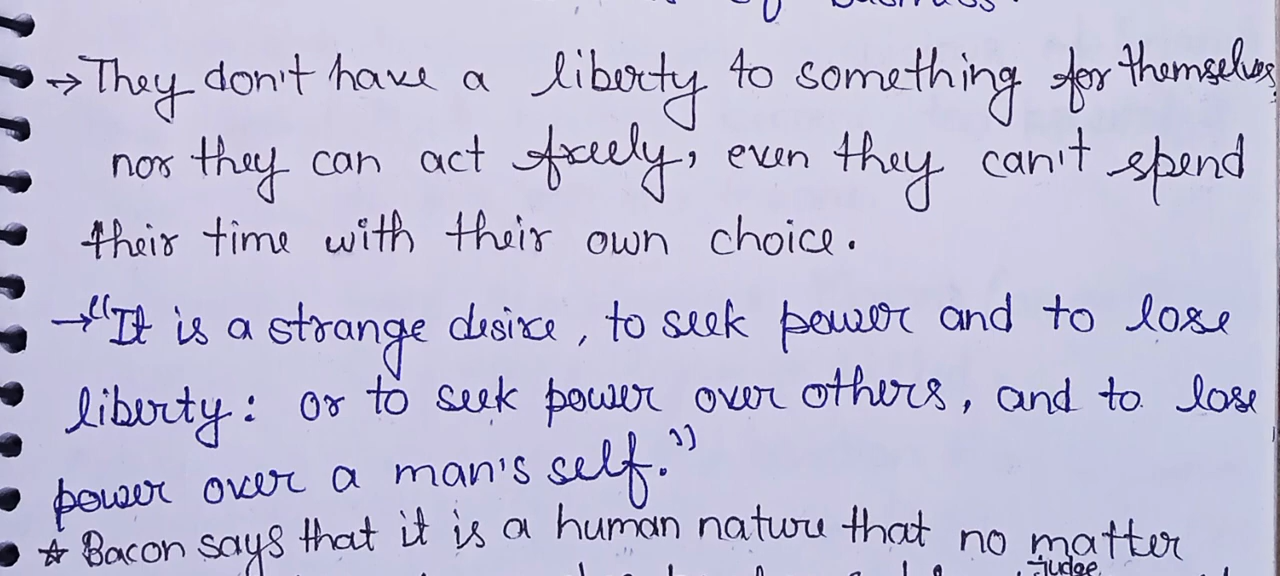 of business.
→ They don't have a liberty to something for themselves
nor they can act freely, even they can't spend
their time with their own choice.
→ "It is a strange desire, to seek power and to lose
liberty: or to seek power over others, and to lose
power over a man's self."
☆ Bacon says that it is a human nature that no matter
Judge